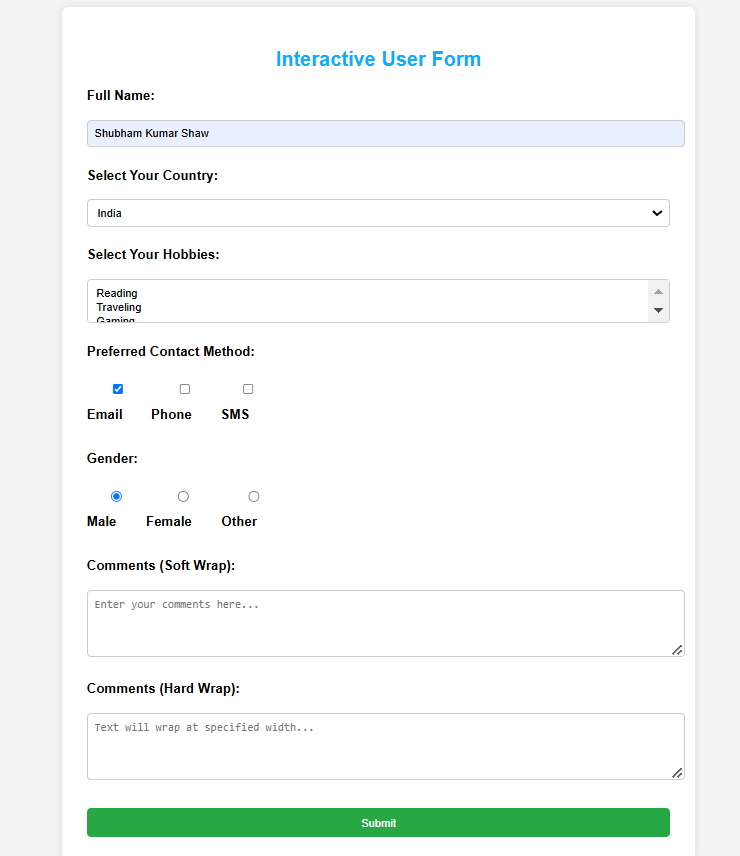 Interactive User Form
Full Name:
Shubham Kumar Shaw
Select Your Country:
India
Select Your Hobbies:
Reading
Traveling
Gaming
Preferred Contact Method:
Email Phone SMS
Gender:
Male Female Other
Comments (Soft Wrap):
Enter your comments here...
Comments (Hard Wrap):
Text will wrap at specified width...
Submit